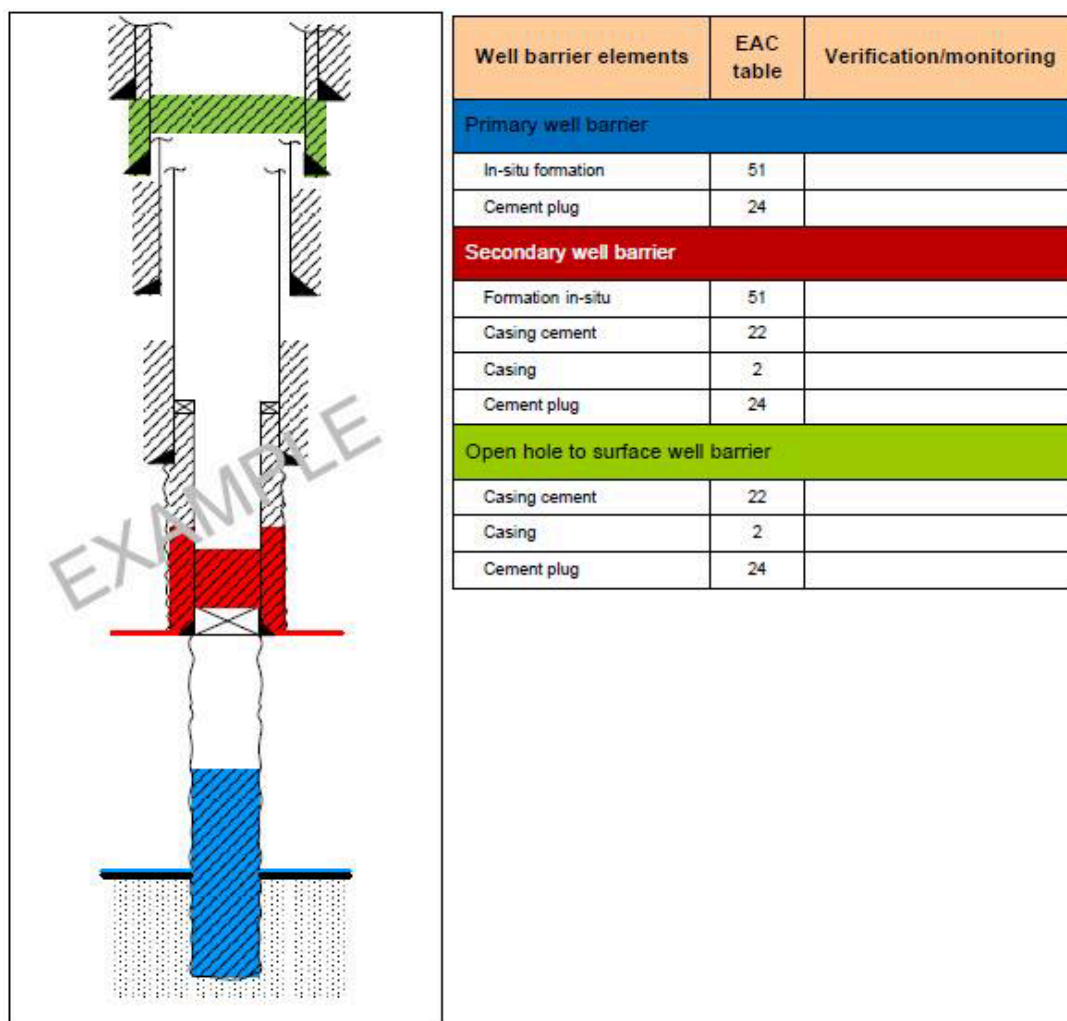 Well barrier elements EAC table Verification/monitoring
Primary well barrier
In-situ formation 51
Cement plug 24
Secondary well barrier
Formation in-situ 51
Casing cement 22
Casing 2
Cement plug 24
Open hole to surface well barrier
Casing cement 22
Casing 2
Cement plug 24
EXAMPLE